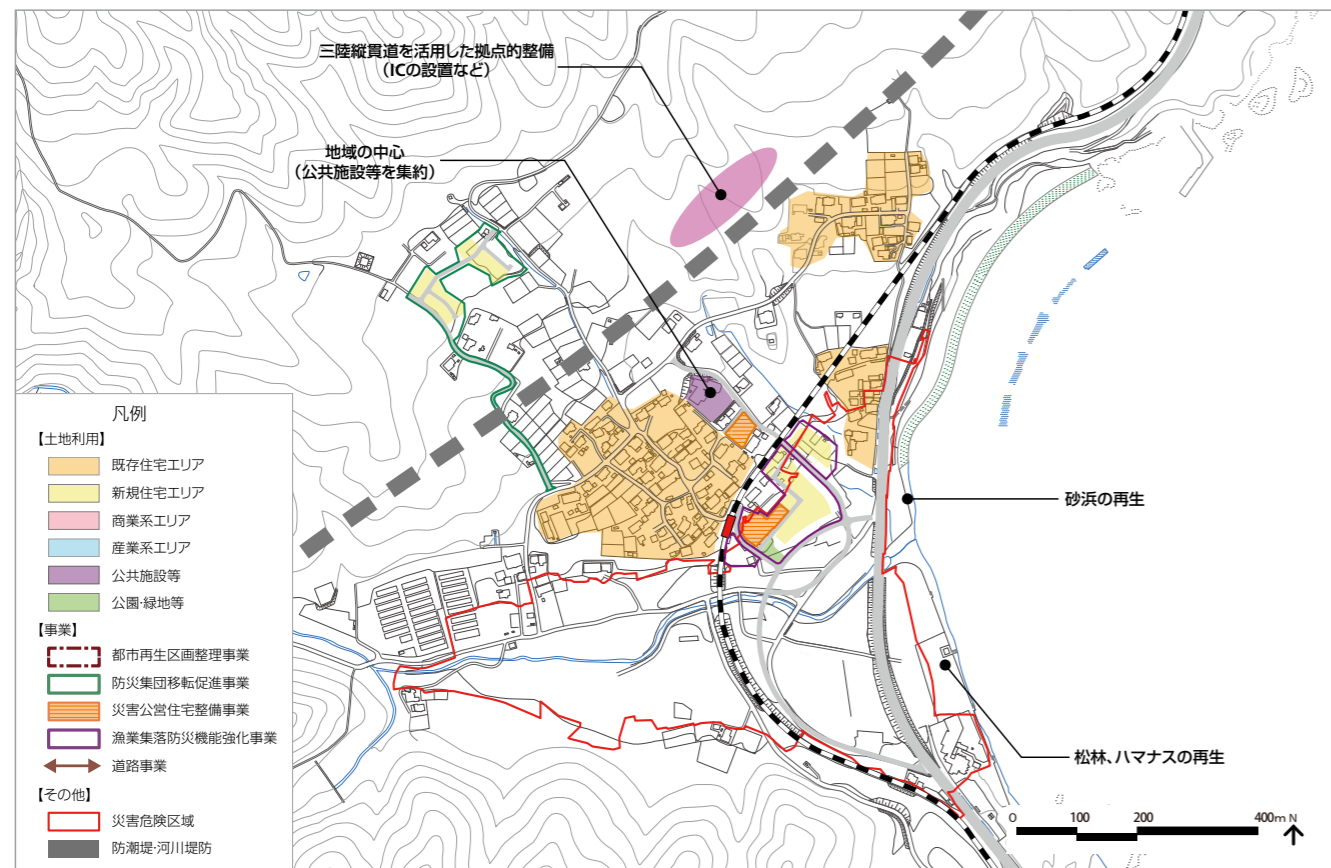 三陸縦貫道を活用した拠点的整備
(ICの設置など)
地域の中心
(公共施設等を集約)
砂浜の再生
松林、ハマナスの再生
凡例
【土地利用】
既存住宅エリア
新規住宅エリア
商業系エリア
産業系エリア
公共施設等
公園·緑地等
【事業】
都市再生区画整理事業
防災集団移転促進事業
災害公営住宅整備事業
漁業集落防災機能強化事業
道路事業
【その他】
災害危険区域
防潮堤·河川堤防
0 100 200 400m